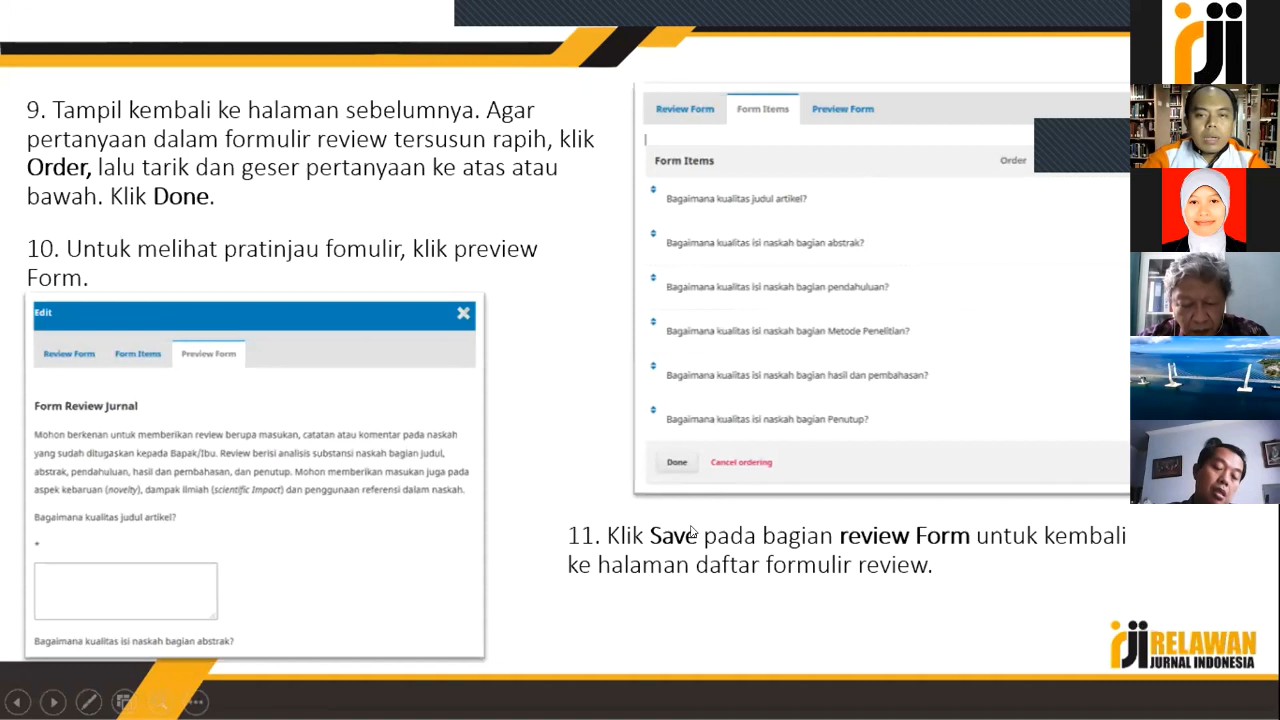 9. Tampil kembali ke halaman sebelumnya. Agar
pertanyaan dalam formulir review tersusun rapih, klik
Order, lalu tarik dan geser pertanyaan ke atas atau
bawah. Klik Done.
10. Untuk melihat pratinjau fomulir, klik preview
Form.
Edit
Review Form Form Items Preview Form
Form Review Jurnal
Mohon berkenan untuk memberikan review berupa masukan, catatan atau komentar pada naskah
yang sudah ditugaskan kepada Bapak/Ibu. Review berisi analisis substansi naskah bagian judul,
abstrak, pendahuluan, hasil dan pembahasan, dan penutup. Mohon memberikan masukan juga pada
aspek kebaruan (novelty), dampak ilmiah (scientific Impact) dan penggunaan referensi dalam naskah.
Bagaimana kualitas judul artikel?
*
Bagaimana kualitas isi naskah bagian abstrak?
Review Form Form Items Preview Form
Form Items Order
Bagaimana kualitas judul artikel?
Bagaimana kualitas isi naskah bagian abstrak?
Bagaimana kualitas isi naskah bagian pendahuluan?
Bagaimana kualitas isi naskah bagian Metode Penelitian?
Bagaimana kualitas isi naskah bagian hasil dan pembahasan?
Bagaimana kualitas isi naskah bagian Penutup?
Done Cancel ordering
11. Klik Save pada bagian review Form untuk kembali
ke halaman daftar formulir review.
rji
rji RELAWAN
JURNAL INDONESIA